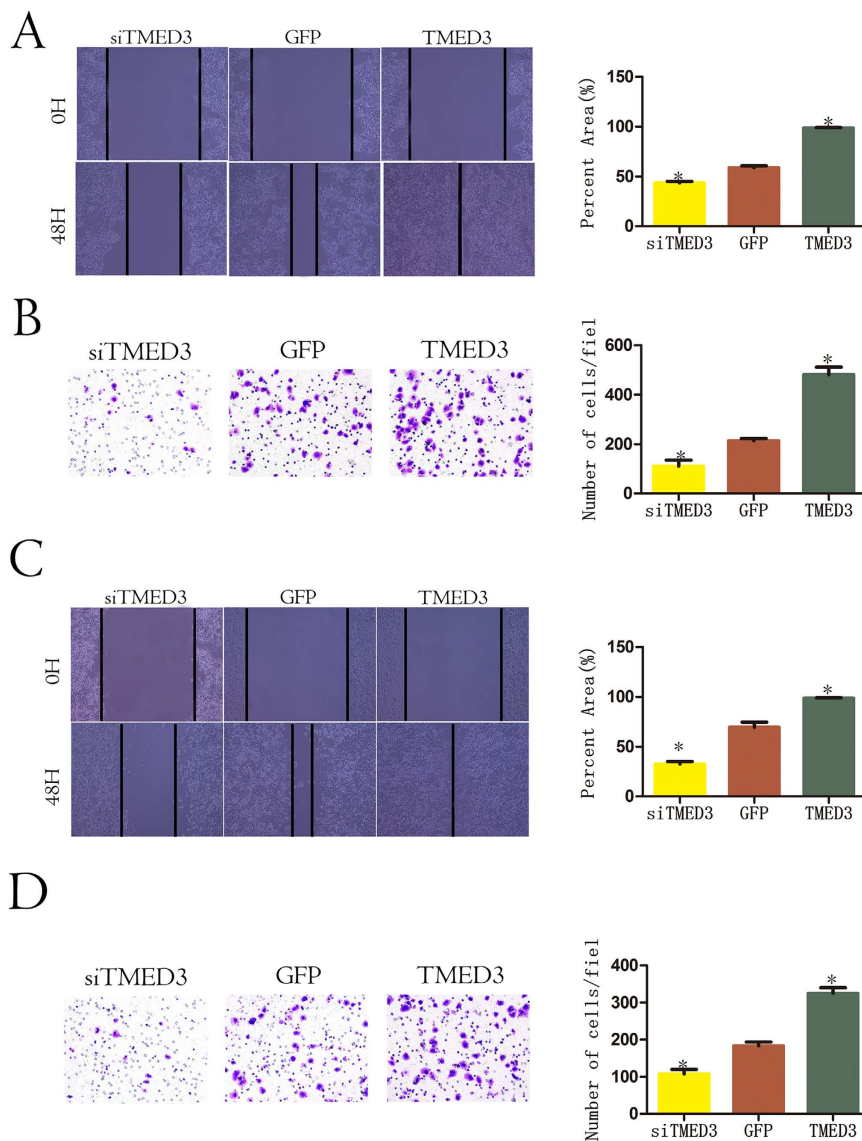 A
siTMED3 GFP TMED3
0H
48H
Percent Area(%)
150
100
50
0
* *
siTMED3 GFP TMED3
B
siTMED3 GFP TMED3
Number of cells/fiel
600
400
200
0
* *
siTMED3 GFP TMED3
C
siTMED3 GFP TMED3
0H
48H
Percent Area(%)
150
100
50
0
* *
siTMED3 GFP TMED3
D
siTMED3 GFP TMED3
Number of cells/fiel
400
300
200
100
0
* *
siTMED3 GFP TMED3